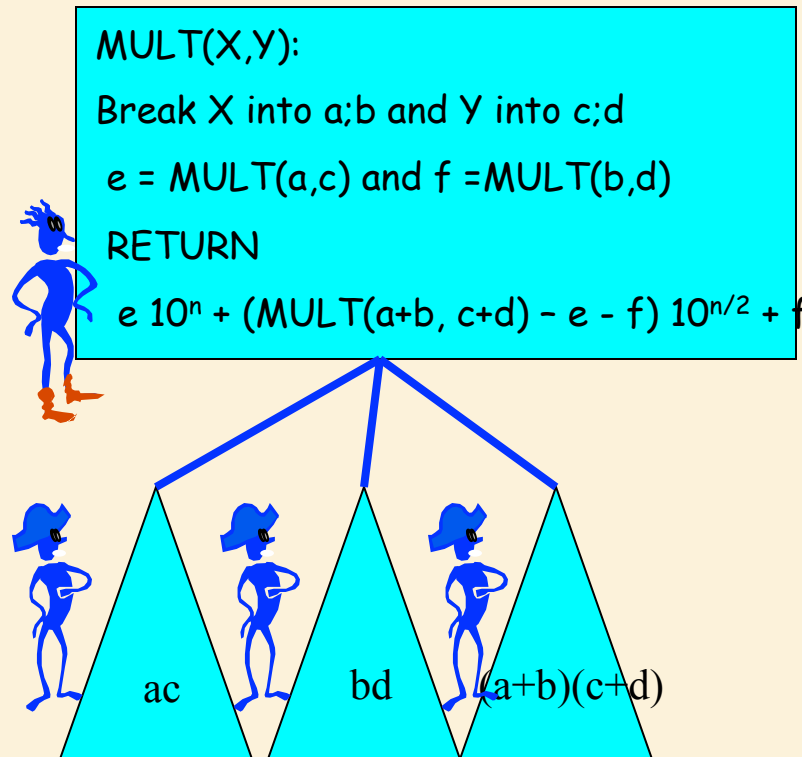 MULT(X,Y):
Break X into a;b and Y into c;d
e = MULT(a,c) and f =MULT(b,d)
RETURN
e 10ⁿ + (MULT(a+b, c+d) – e - f) 10ⁿ/² + f
ac
bd
(a+b)(c+d)